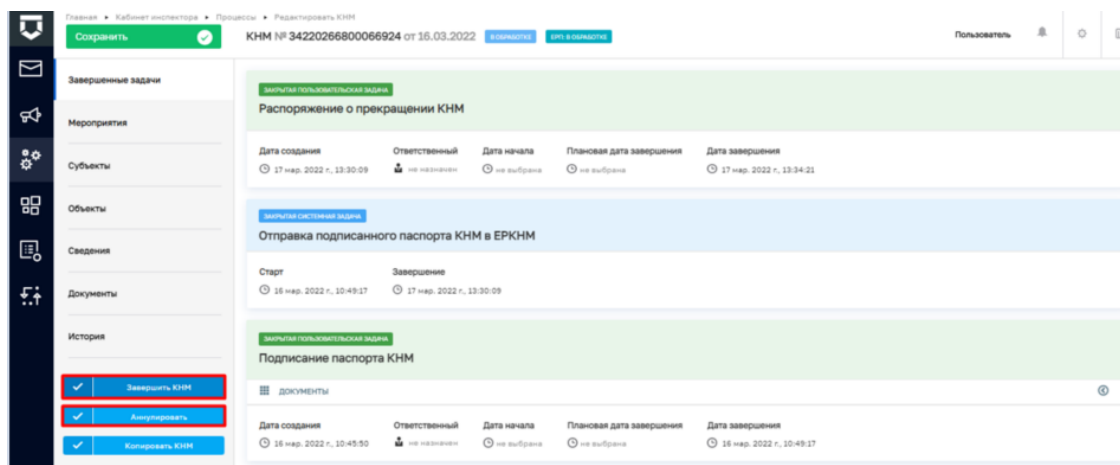 Главная ▸ Кабинет инспектора ▸ Процессы ▸ Редактировать КНМ
Сохранить
КНМ № 34220266800066924 от 16.03.2022 В ОБРАБОТКЕ ЕРП: В ОБРАБОТКЕ
Пользователь
Завершенные задачи
Мероприятия
Субъекты
Объекты
Сведения
Документы
История
Завершить КНМ
Аннулировать
Копировать КНМ
ЗАКРЫТАЯ ПОЛЬЗОВАТЕЛЬСКАЯ ЗАДАЧА
Распоряжение о прекращении КНМ
Дата создания Ответственный Дата начала Плановая дата завершения Дата завершения
17 мар. 2022 г., 13:30:09 не назначен не выбрана не выбрана 17 мар. 2022 г., 13:34:21
ЗАКРЫТАЯ СИСТЕМНАЯ ЗАДАЧА
Отправка подписанного паспорта КНМ в ЕРКНМ
Старт Завершение
16 мар. 2022 г., 10:49:17 17 мар. 2022 г., 13:30:09
ЗАКРЫТАЯ ПОЛЬЗОВАТЕЛЬСКАЯ ЗАДАЧА
Подписание паспорта КНМ
ДОКУМЕНТЫ
Дата создания Ответственный Дата начала Плановая дата завершения Дата завершения
16 мар. 2022 г., 10:45:50 не назначен не выбрана не выбрана 16 мар. 2022 г., 10:49:17